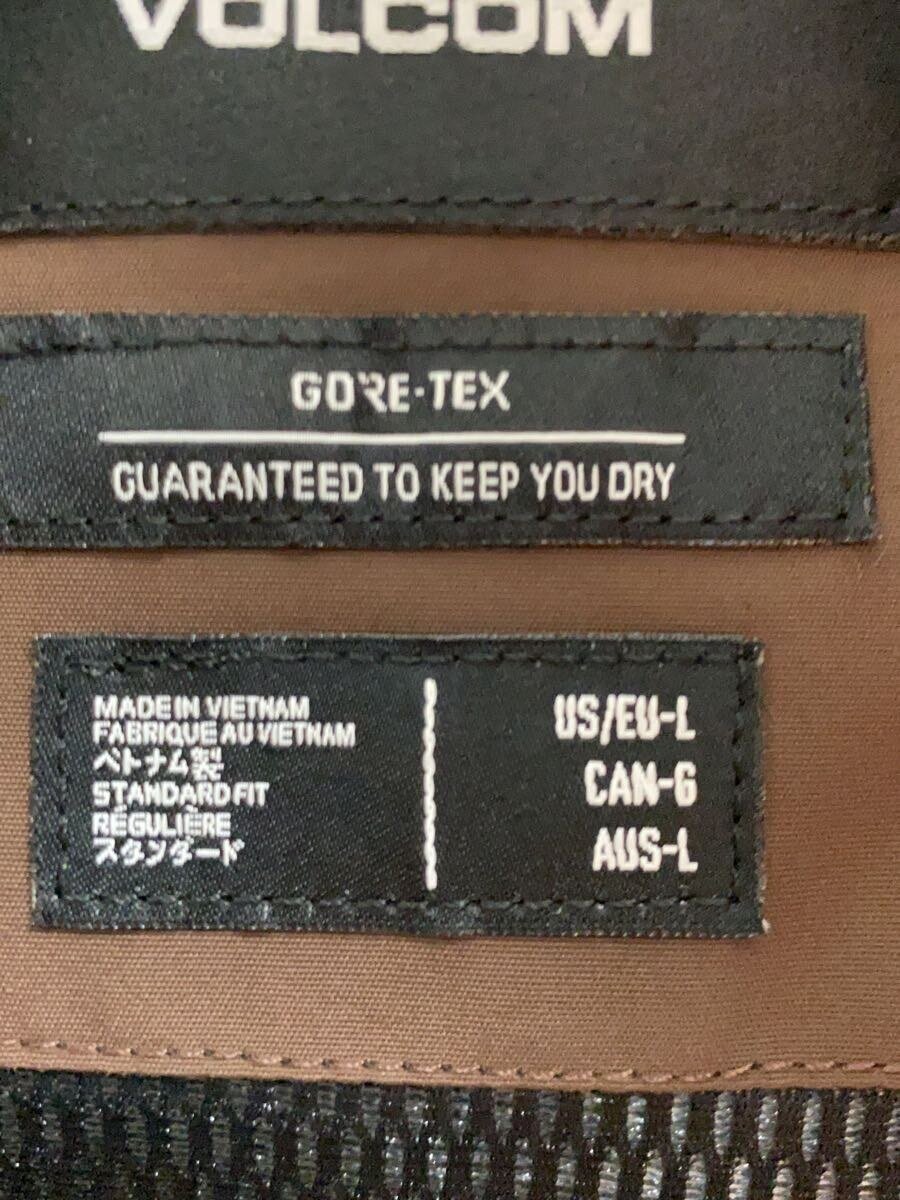 VOLCOM
GORE-TEX
GUARANTEED TO KEEP YOU DRY
MADE IN VIETNAM
FABRIQUE AU VIETNAM
ベトナム製
STANDARD FIT
RÉGULIÈRE
スタンダード
US/EU-L
CAN-G
AUS-L